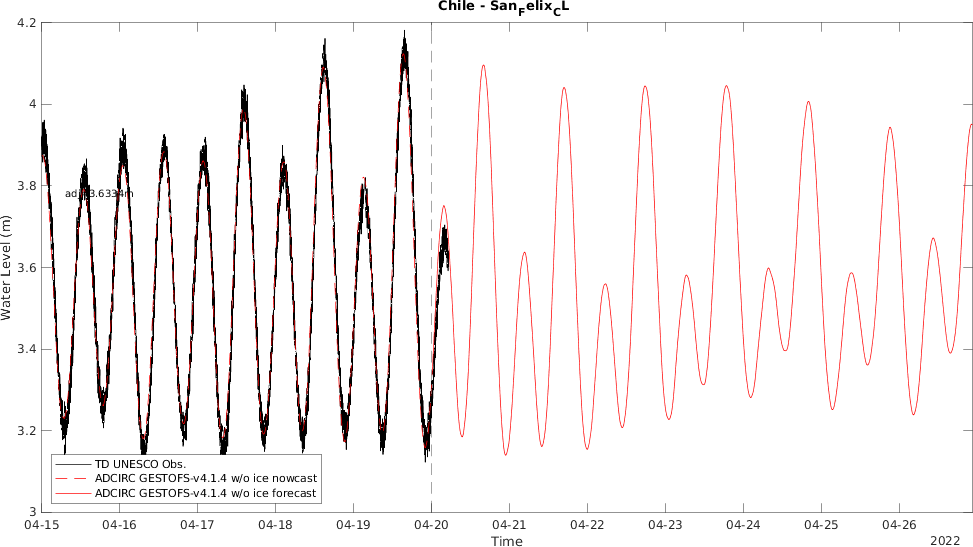 Chile - San_Felix_CL
4.2
4
3.8
3.6
3.4
3.2
3
Water Level (m)
TD UNESCO Obs.
ADCIRC GESTOFS-v4.1.4 w/o ice nowcast
ADCIRC GESTOFS-v4.1.4 w/o ice forecast
04-15 04-16 04-17 04-18 04-19 04-20 04-21 04-22 04-23 04-24 04-25 04-26
Time
2022